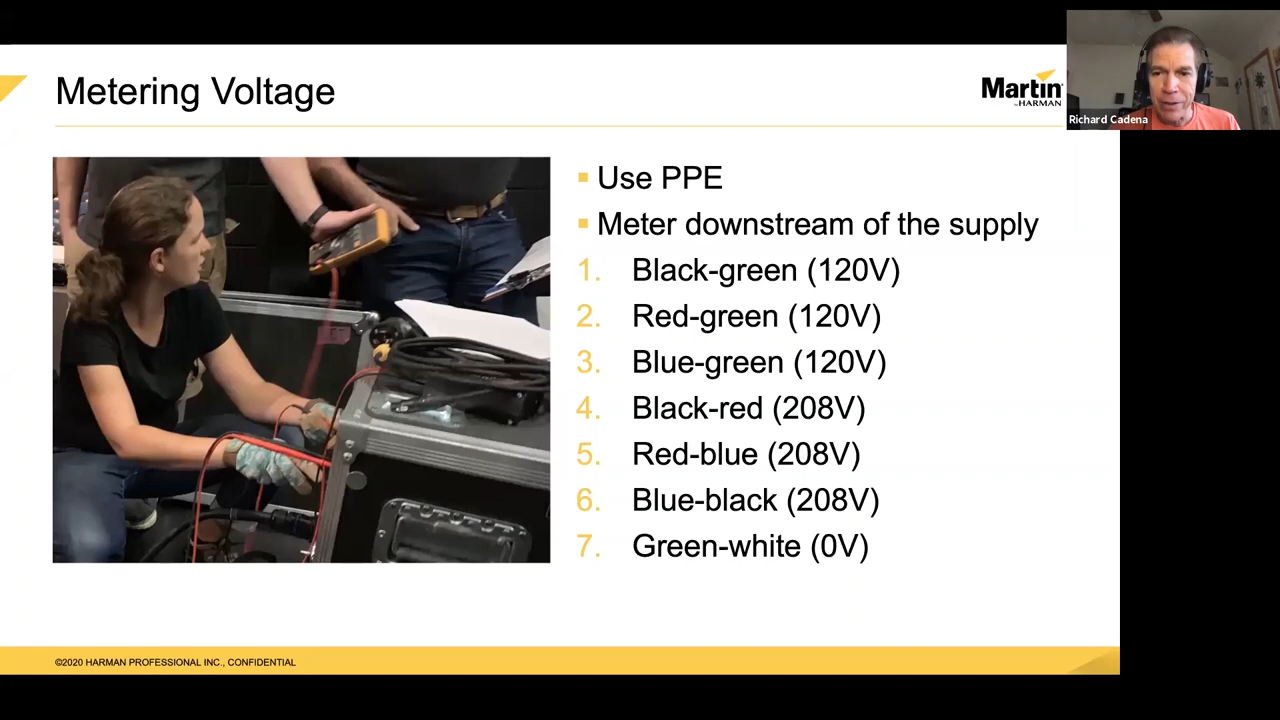 Metering Voltage
Martin
by HARMAN
Richard Cadena
▪ Use PPE
▪ Meter downstream of the supply
1. Black-green (120V)
2. Red-green (120V)
3. Blue-green (120V)
4. Black-red (208V)
5. Red-blue (208V)
6. Blue-black (208V)
7. Green-white (0V)
©2020 HARMAN PROFESSIONAL INC., CONFIDENTIAL